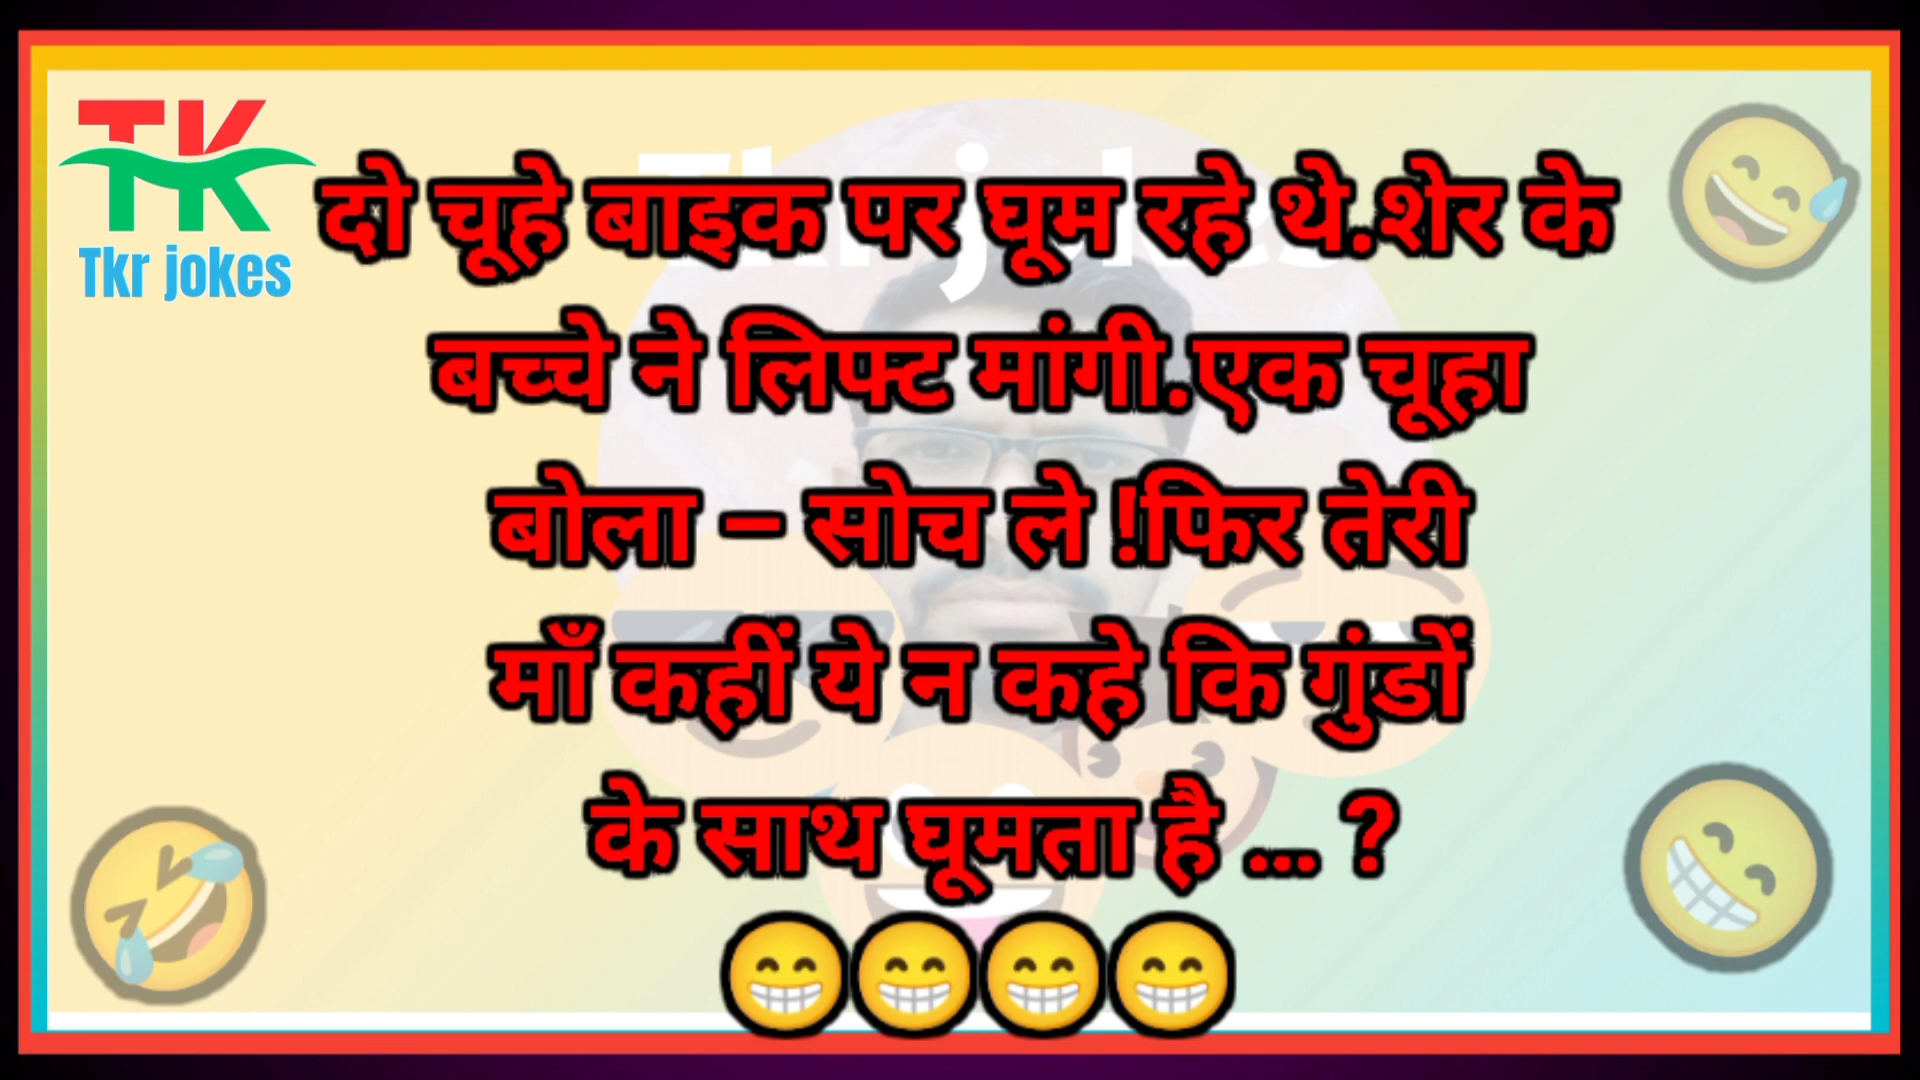 TK
Tkr jokes
दो चूहे बाइक पर घूम रहे थे.शेर के
बच्चे ने लिफ्ट मांगी.एक चूहा
बोला – सोच ले !फिर तेरी
माँ कहीं ये न कहे कि गुंडों
के साथ घूमता है ... ?
😁😁😁😁